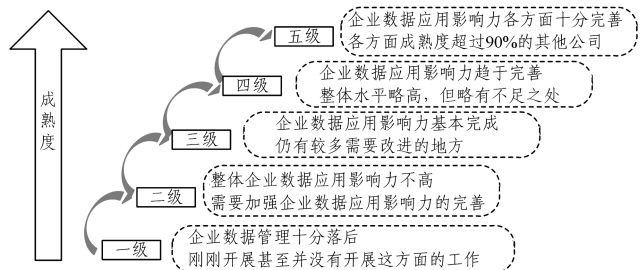 成熟度
五级
企业数据应用影响力各方面十分完善
各方面成熟度超过90%的其他公司
四级
企业数据应用影响力趋于完善
整体水平略高，但略有不足之处
三级
企业数据应用影响力基本完成
仍有较多需要改进的地方
二级
整体企业数据应用影响力不高
需要加强企业数据应用影响力的完善
一级
企业数据管理十分落后
刚刚开展甚至并没有开展这方面的工作